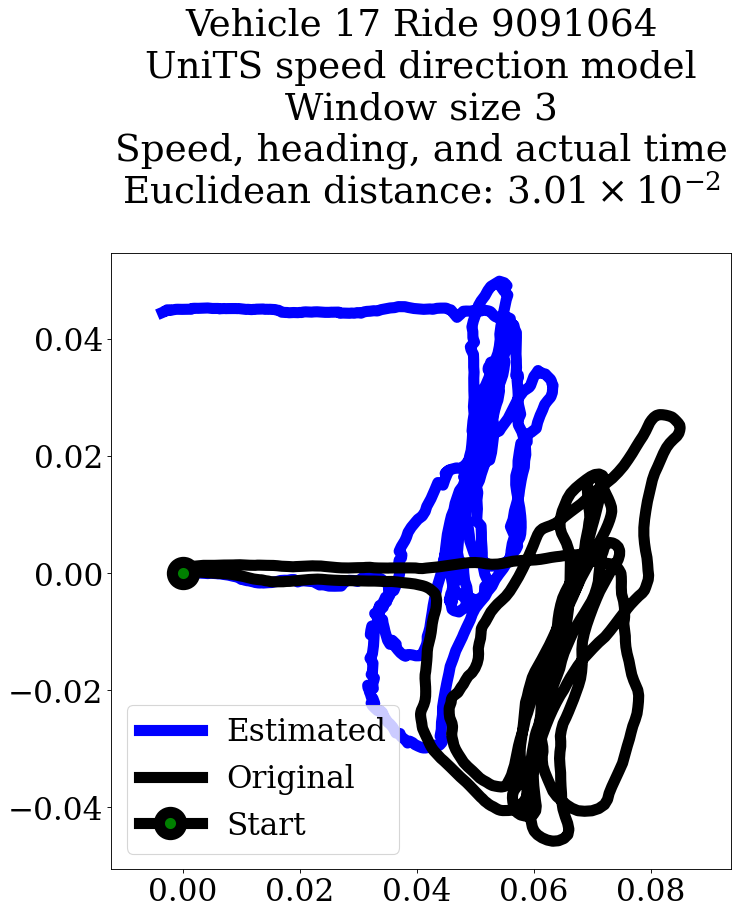 Vehicle 17 Ride 9091064
UniTS speed direction model
Window size 3
Speed, heading, and actual time
Euclidean distance: 3.01 × 10⁻²
0.04
0.02
0.00
−0.02
−0.04
Estimated
Original
Start
0.00 0.02 0.04 0.06 0.08